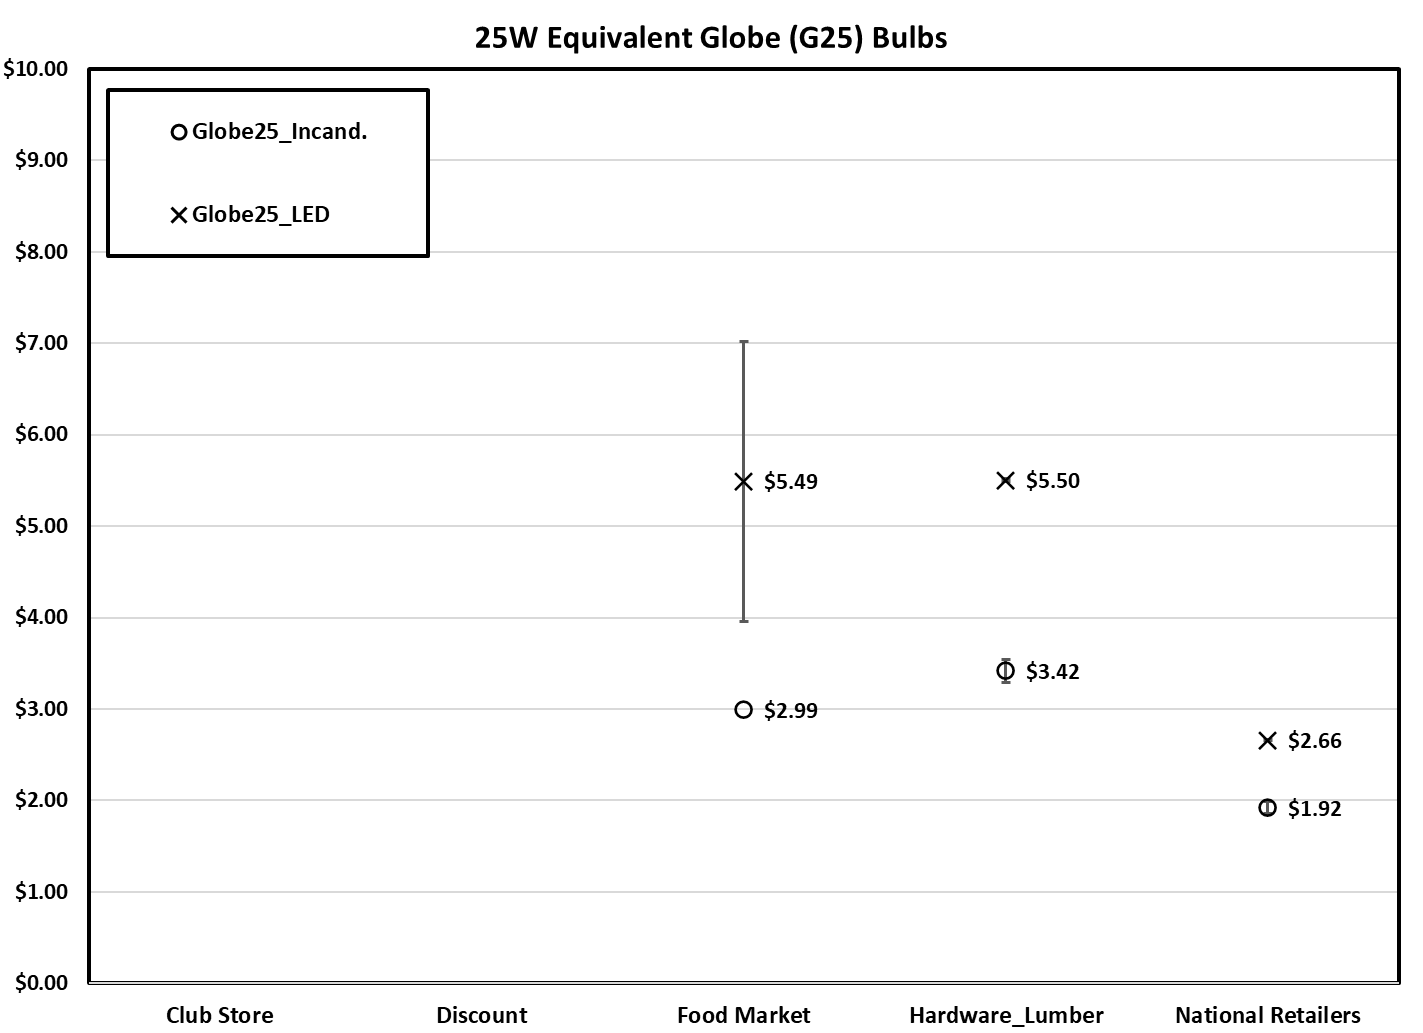 25W Equivalent Globe (G25) Bulbs
$10.00
$9.00
$8.00
$7.00
$6.00
$5.00
$4.00
$3.00
$2.00
$1.00
$0.00
Globe25_Incand.
Globe25_LED
$5.49
$5.50
$3.42
$2.99
$2.66
$1.92
Club Store
Discount
Food Market
Hardware_Lumber
National Retailers